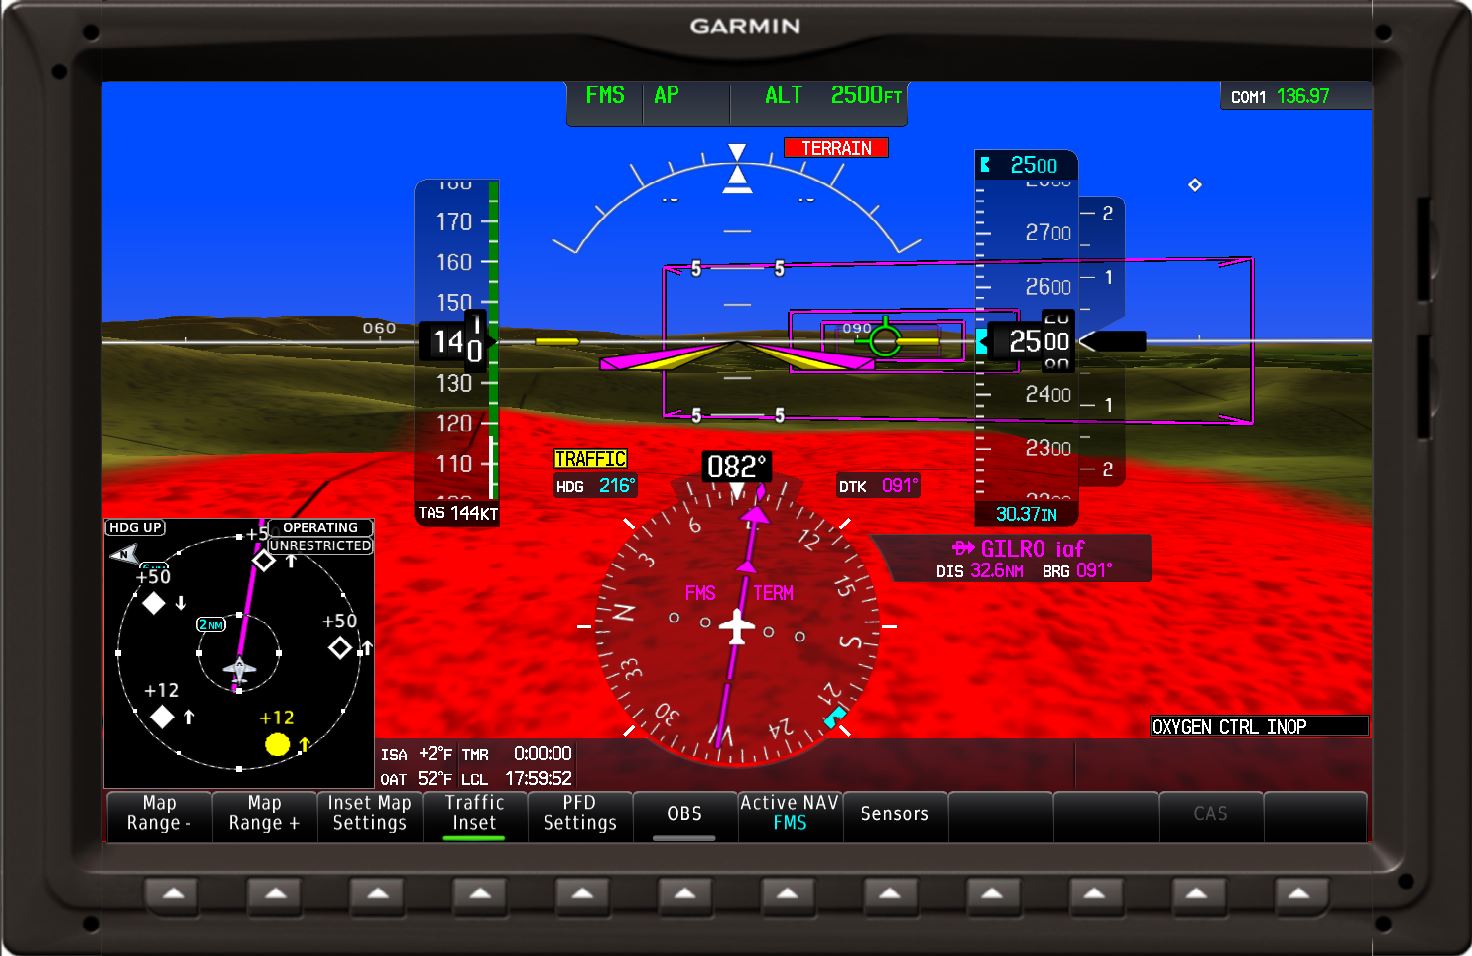 GARMIN
FMS AP ALT 2500FT
COM1 136.97
TERRAIN
2500
170
160
150
140
130
120
110
TAS 144KT
060
090
5 5
5 5
2700
2600
2500
2400
2300
2
1
1
2
30.37IN
TRAFFIC
HDG 216°
082°
DTK 091°
GILRO iaf
DIS 32.6NM BRG 091°
6
12
3
15
FMS TERM
N
S
33
21
30
24
W
HDG UP
OPERATING
UNRESTRICTED
N
+50
+50
2NM
+50
+12
+12
OXYGEN CTRL INOP
ISA +2°F TMR 0:00:00
OAT 52°F LCL 17:59:52
Map Range -
Map Range +
Inset Map Settings
Traffic Inset
PFD Settings
OBS
Active NAV FMS
Sensors
CAS